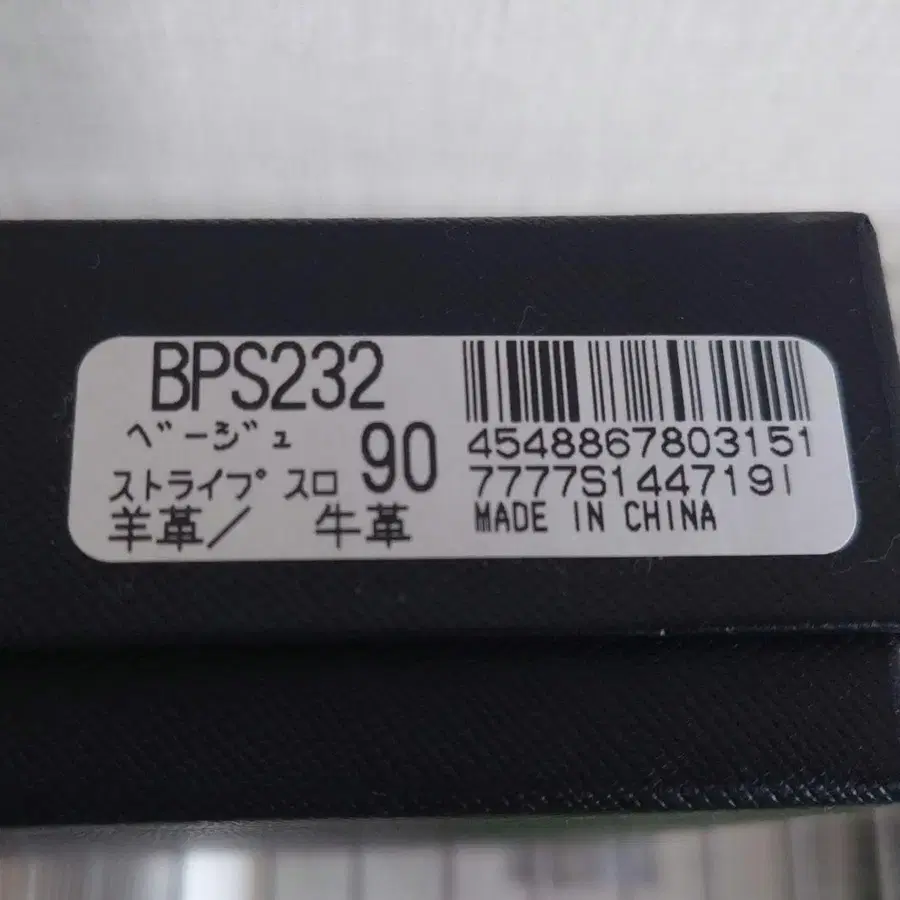 BPS232
ﾍﾞｰｼﾞｭ
ｽﾄﾗｲﾌﾟ ｽﾛ 90
羊革/ 牛革
4548867803151
7777S144719I
MADE IN CHINA